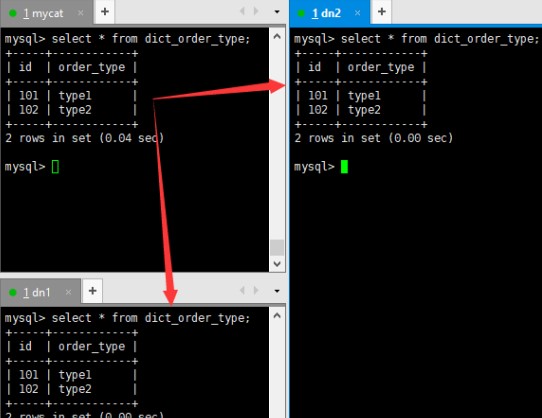 1 mycat × +
mysql> select * from dict_order_type;
+-----+------------+
| id  | order_type |
+-----+------------+
| 101 | type1      |
| 102 | type2      |
+-----+------------+
2 rows in set (0.04 sec)
mysql>
1 dn2 × +
mysql> select * from dict_order_type;
+-----+------------+
| id  | order_type |
+-----+------------+
| 101 | type1      |
| 102 | type2      |
+-----+------------+
2 rows in set (0.00 sec)
mysql>
1 dn1 × +
mysql> select * from dict_order_type;
+-----+------------+
| id  | order_type |
+-----+------------+
| 101 | type1      |
| 102 | type2      |
+-----+------------+
2 rows in set (0.00 sec)